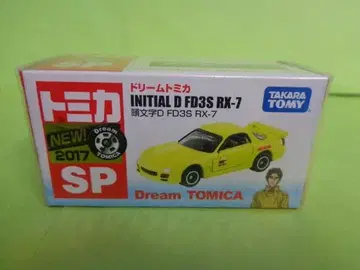 ドリームトミカ
INITIAL D FD3S RX-7
頭文字D FD3S RX-7
TAKARA TOMY
トミカ
NEW!
2017
Dream TOMICA
SP
Dream TOMICA